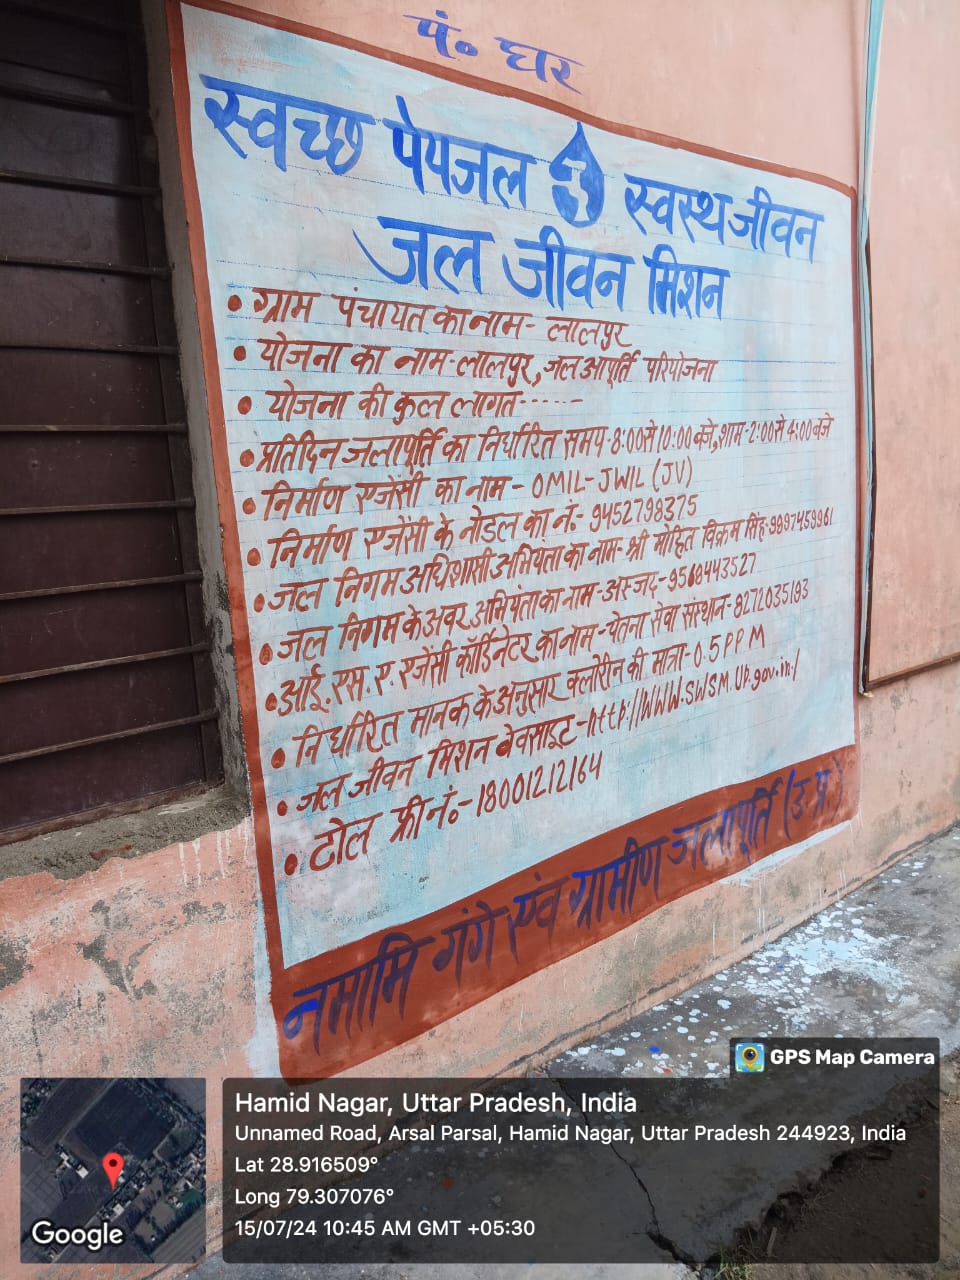 पं० घर
स्वच्छ पेयजल स्वस्थ जीवन
जल जीवन मिशन
• ग्राम पंचायत का नाम- लालपुर
• योजना का नाम-लालपुर, जल आपूर्ति परियोजना
• योजना की कुल लागत------
• प्रतिदिन जलापूर्ति का निर्धारित समय-8:00से10:00बजे,शाम-2:00से4:00बजे
• निर्माण एजेंसी का नाम- OMIL-JWIL (JV)
• निर्माण एजेंसी के नोडल का नं.-9452798375
• जल निगम अधिशासी अभियंता का नाम-श्री मोहित विक्रम सिंह-9897459961
• जल निगम के अवर अभियंता का नाम-अस्जद-9568443527
• आई.एस.ए. एजेंसी कॉर्डिनेटर का नाम-चेतना सेवा संस्थान-8272035193
• निर्धारित मानक के अनुसार क्लोरीन की मात्रा-0.5 PPM
• जल जीवन मिशन वेबसाइट-http://WWW.SWSM.UP.gov.in/
• टोल फ्री नं०-18001212164
नमामि गंगे एंव ग्रामीण जलापूर्ति (उ.प्र.)
GPS Map Camera
Hamid Nagar, Uttar Pradesh, India
Unnamed Road, Arsal Parsal, Hamid Nagar, Uttar Pradesh 244923, India
Lat 28.916509°
Long 79.307076°
15/07/24 10:45 AM GMT +05:30
Google